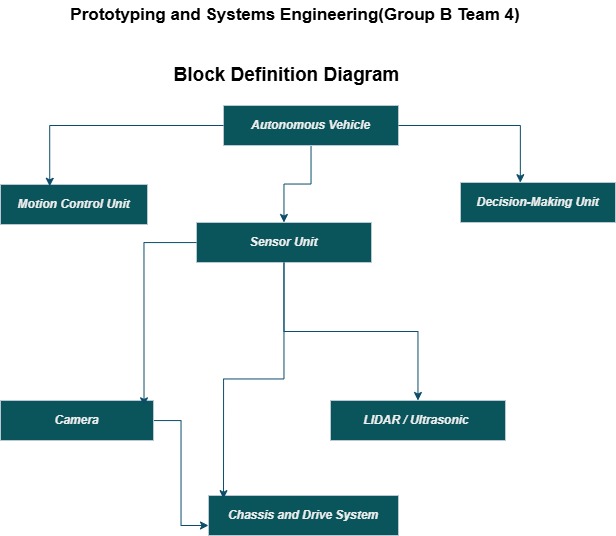 Prototyping and Systems Engineering(Group B Team 4)
Block Definition Diagram
Autonomous Vehicle
Motion Control Unit
Decision-Making Unit
Sensor Unit
Camera
LIDAR / Ultrasonic
Chassis and Drive System